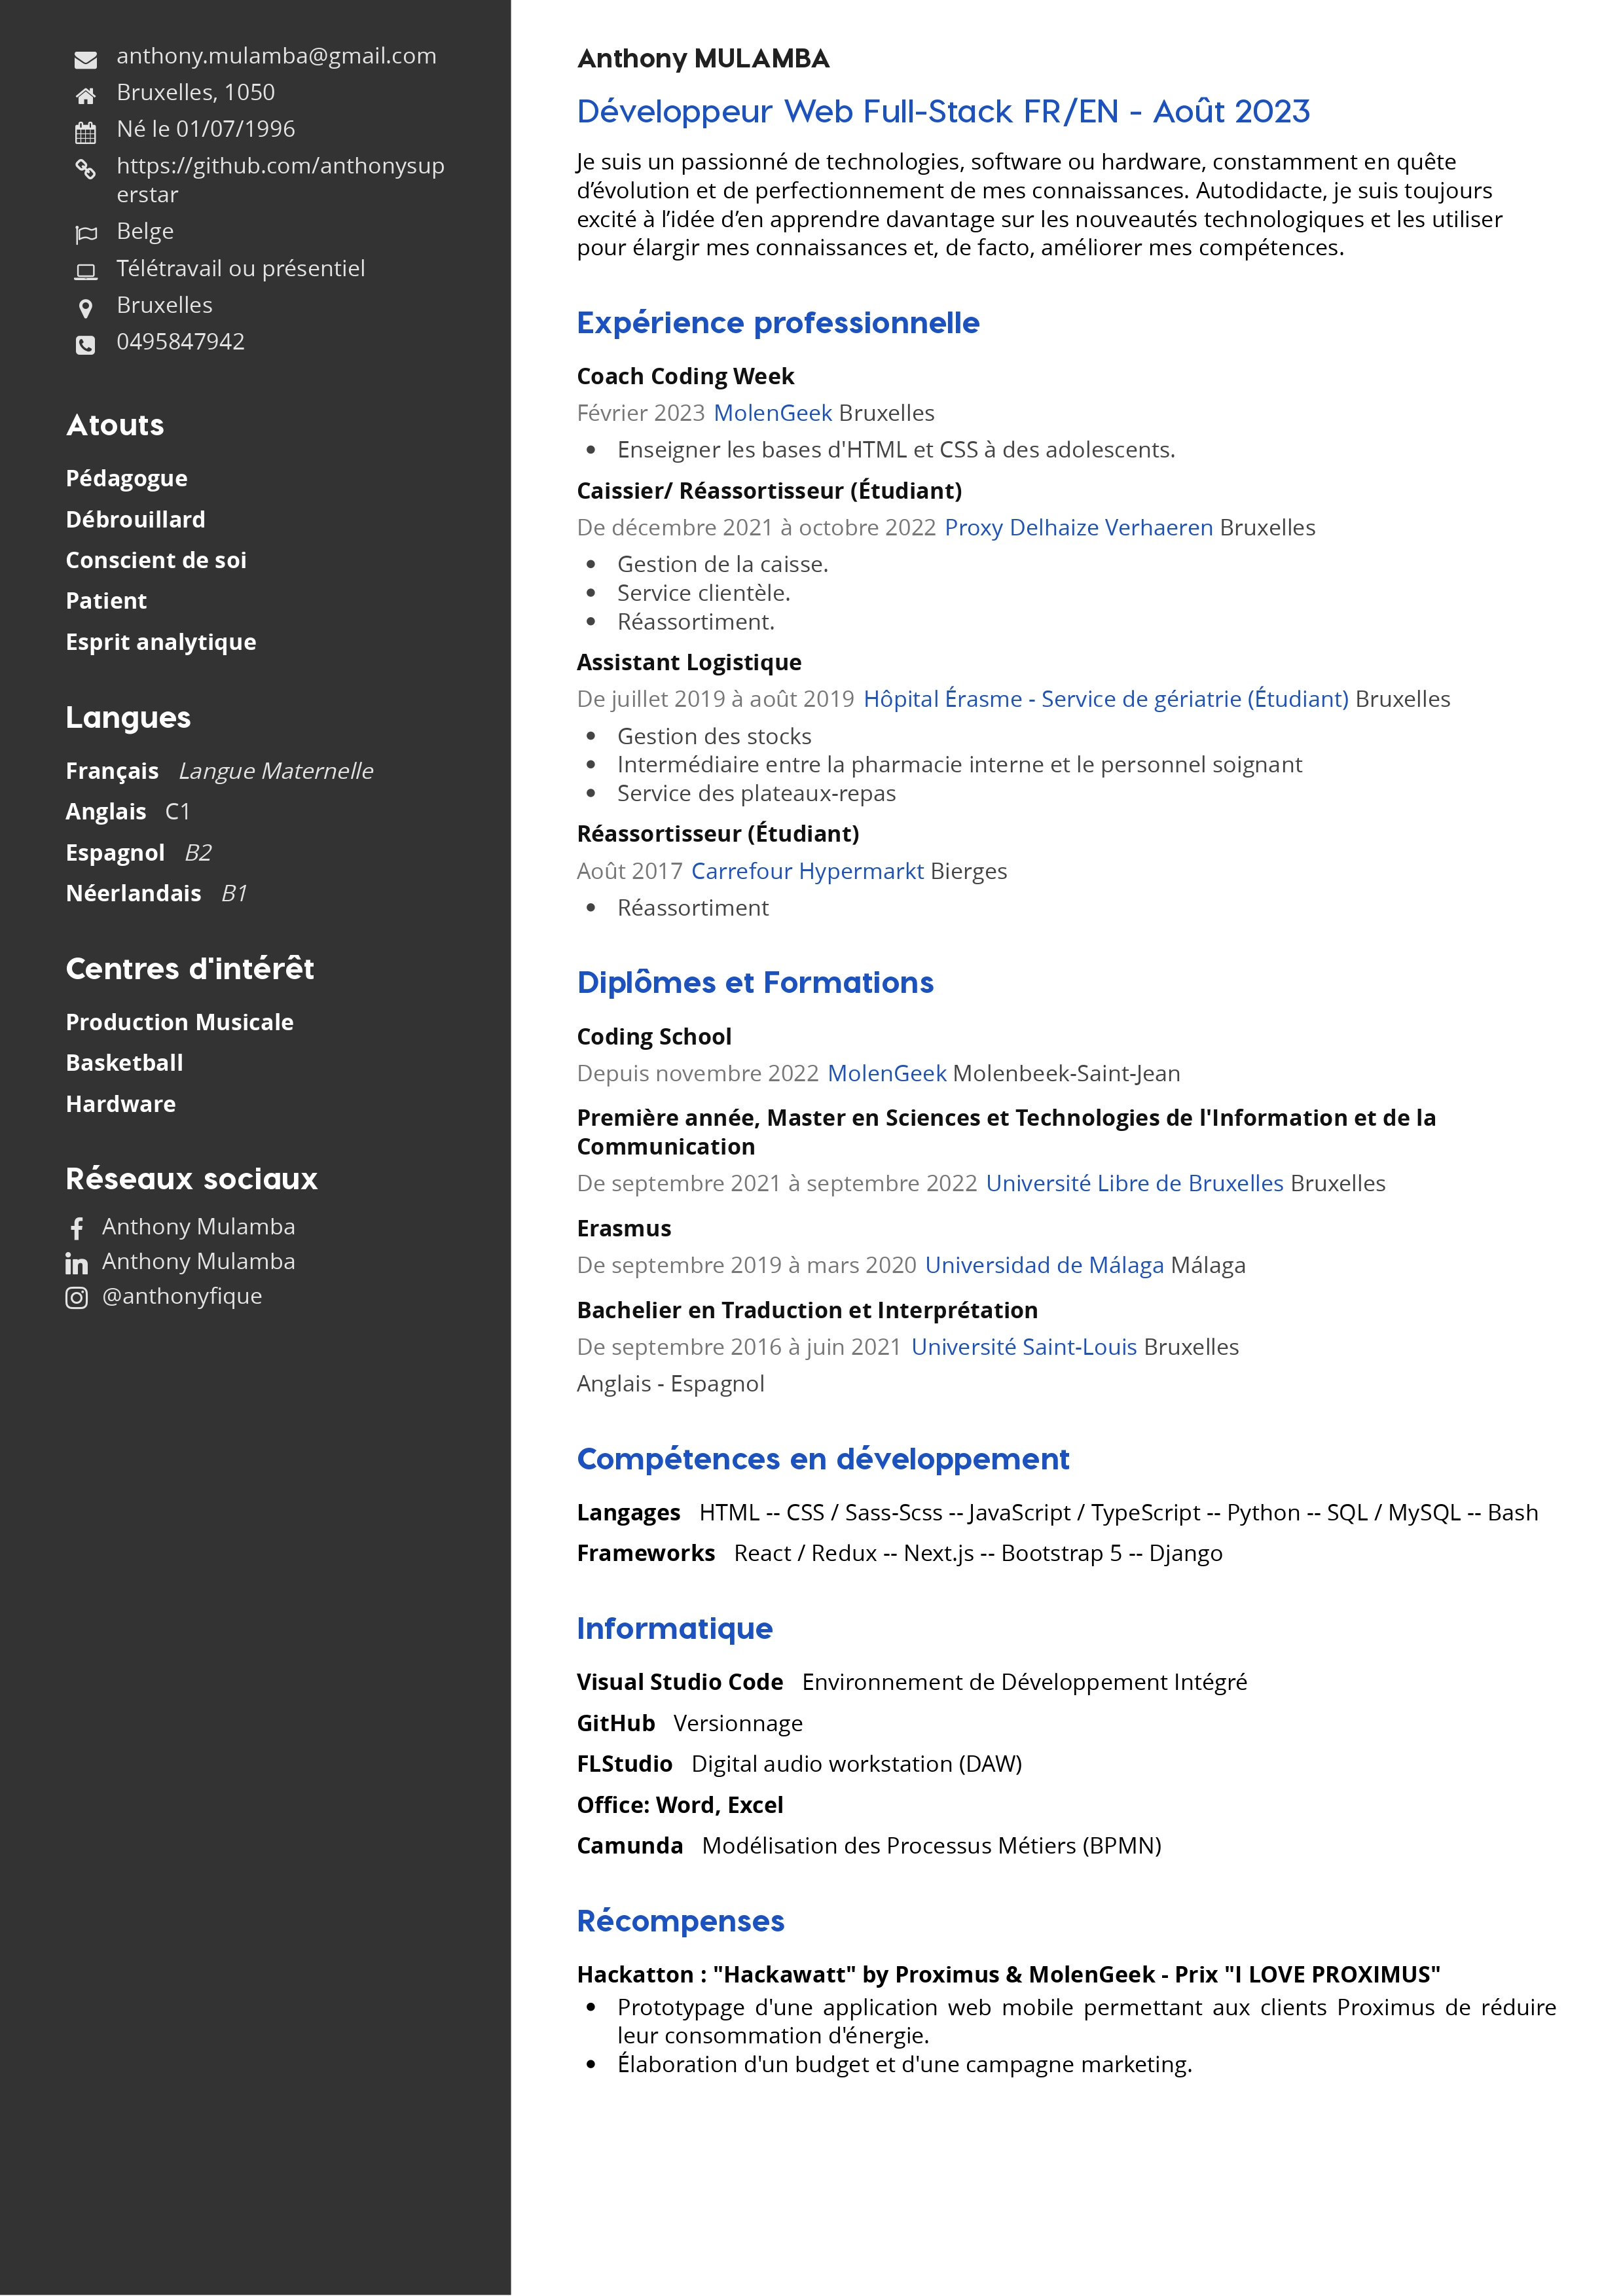 anthony.mulamba@gmail.com
Bruxelles, 1050
Né le 01/07/1996
https://github.com/anthonysup
erstar
Belge
Télétravail ou présentiel
Bruxelles
0495847942
Atouts
Pédagogue
Débrouillard
Conscient de soi
Patient
Esprit analytique
Langues
Français Langue Maternelle
Anglais C1
Espagnol B2
Néerlandais B1
Centres d'intérêt
Production Musicale
Basketball
Hardware
Réseaux sociaux
Anthony Mulamba
Anthony Mulamba
@anthonyfique
Anthony MULAMBA
Développeur Web Full-Stack FR/EN - Août 2023
Je suis un passionné de technologies, software ou hardware, constamment en quête
d’évolution et de perfectionnement de mes connaissances. Autodidacte, je suis toujours
excité à l’idée d’en apprendre davantage sur les nouveautés technologiques et les utiliser
pour élargir mes connaissances et, de facto, améliorer mes compétences.
Expérience professionnelle
Coach Coding Week
Février 2023 MolenGeek Bruxelles
• Enseigner les bases d'HTML et CSS à des adolescents.
Caissier/ Réassortisseur (Étudiant)
De décembre 2021 à octobre 2022 Proxy Delhaize Verhaeren Bruxelles
• Gestion de la caisse.
• Service clientèle.
• Réassortiment.
Assistant Logistique
De juillet 2019 à août 2019 Hôpital Érasme - Service de gériatrie (Étudiant) Bruxelles
• Gestion des stocks
• Intermédiaire entre la pharmacie interne et le personnel soignant
• Service des plateaux-repas
Réassortisseur (Étudiant)
Août 2017 Carrefour Hypermarkt Bierges
• Réassortiment
Diplômes et Formations
Coding School
Depuis novembre 2022 MolenGeek Molenbeek-Saint-Jean
Première année, Master en Sciences et Technologies de l'Information et de la
Communication
De septembre 2021 à septembre 2022 Université Libre de Bruxelles Bruxelles
Erasmus
De septembre 2019 à mars 2020 Universidad de Málaga Málaga
Bachelier en Traduction et Interprétation
De septembre 2016 à juin 2021 Université Saint-Louis Bruxelles
Anglais - Espagnol
Compétences en développement
Langages HTML -- CSS / Sass-Scss -- JavaScript / TypeScript -- Python -- SQL / MySQL -- Bash
Frameworks React / Redux -- Next.js -- Bootstrap 5 -- Django
Informatique
Visual Studio Code Environnement de Développement Intégré
GitHub Versionnage
FLStudio Digital audio workstation (DAW)
Office: Word, Excel
Camunda Modélisation des Processus Métiers (BPMN)
Récompenses
Hackatton : "Hackawatt" by Proximus & MolenGeek - Prix "I LOVE PROXIMUS"
• Prototypage d'une application web mobile permettant aux clients Proximus de réduire
leur consommation d'énergie.
• Élaboration d'un budget et d'une campagne marketing.